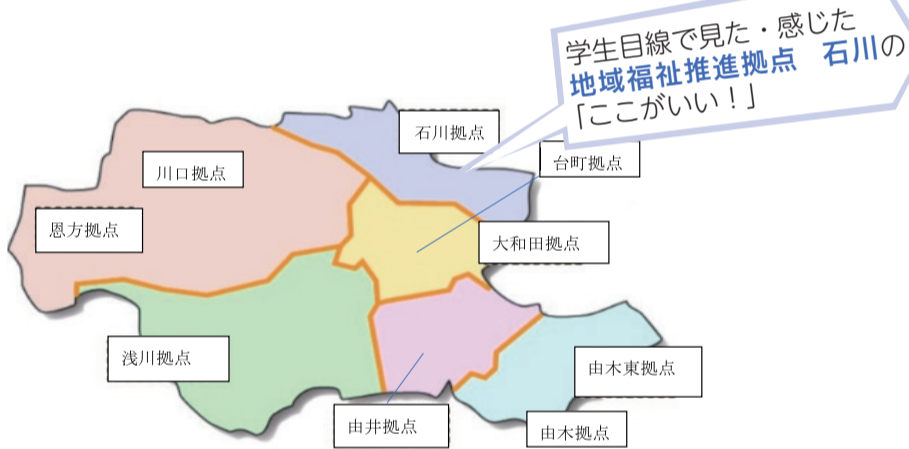 学生目線で見た・感じた
地域福祉推進拠点　石川の
「ここがいい！」
石川拠点
台町拠点
川口拠点
恩方拠点
大和田拠点
浅川拠点
由木東拠点
由井拠点
由木拠点